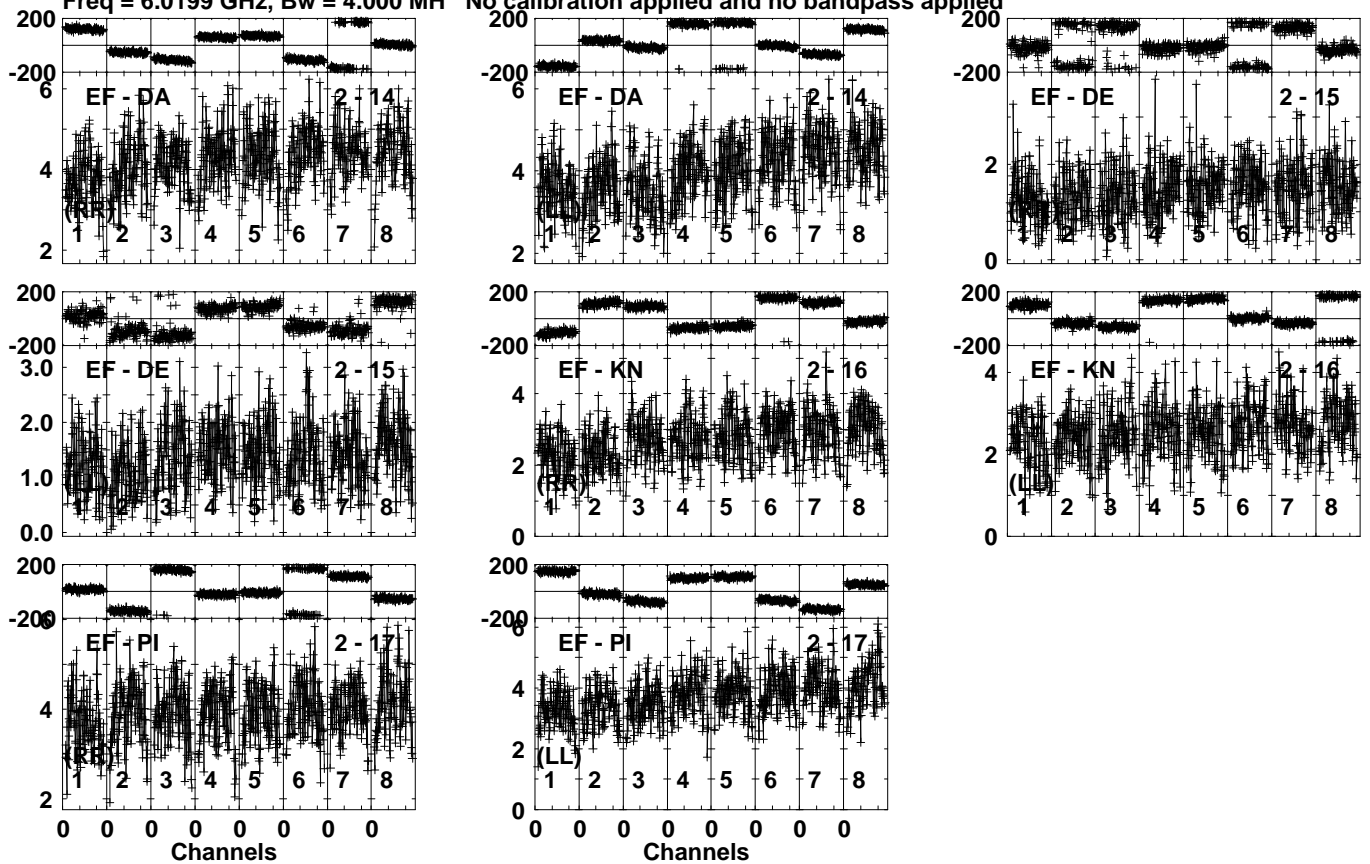 Freq = 6.0199 GHz, Bw = 4.000 MH No calibration applied and no bandpass applied
200 200 200
-200 -200 -200
6 EF - DA 2 - 14 6 EF - DA 2 - 14 EF - DE 2 - 15
4 4 2
(RR) (LL)
1 2 3 4 5 6 7 8 1 2 3 4 5 6 7 8 1 2 3 4 5 6 7 8
2 2 0
200 200 200
-200 -200 -200
3.0 EF - DE 2 - 15 EF - KN 2 - 16 EF - KN 2 - 16
4 4
2.0
2 2
1.0 (LL) (RR) (LL)
1 2 3 4 5 6 7 8 1 2 3 4 5 6 7 8 1 2 3 4 5 6 7 8
0.0 0 0
200 200
-200 -200
6 EF - PI 2 - 17 6 EF - PI 2 - 17
4 4
(RR) 2 (LL)
1 2 3 4 5 6 7 8 1 2 3 4 5 6 7 8
2 0
0 0 0 0 0 0 0 0 0 0 0 0 0 0 0 0
Channels Channels